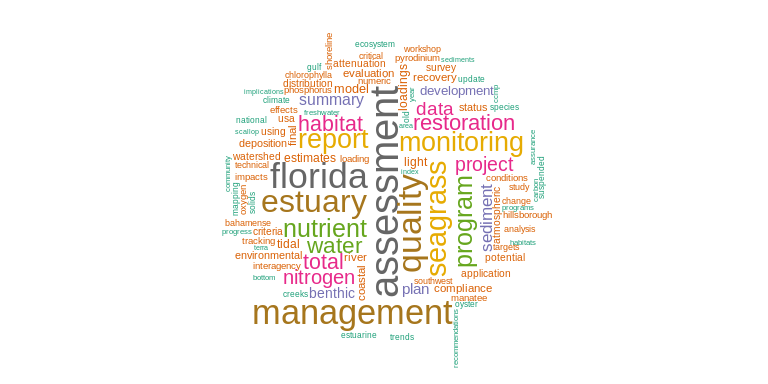 ecosystem
workshop
shoreline
critical
pyrodinium
sediments
gulf
attenuation
survey
chlorophylla
evaluation
recovery
update
numeric
distribution
phosphorus
model
loadings
year
development
ccmp
implications
climate
summary
data
status
species
effects
freshwater
old
national
usa
habitat
area
restoration
scallop
using
final
report
assessment
monitoring
assurance
deposition
watershed
estimates
loading
light
project
technical
community
florida
index
conditions
suspended
impacts
quality
seagrass
program
study
carbon
mapping
oxygen
solids
estuary
sediment
atmospheric
change
programs
hillsborough
bahamense
progress
criteria
nutrient
analysis
tracking
tidal
water
habitats
terra
targets
environmental
total
river
potential
interagency
nitrogen
coastal
southwest
application
bottom
creeks
benthic
plan
compliance
manatee
management
oyster
estuarine
trends
recommendations